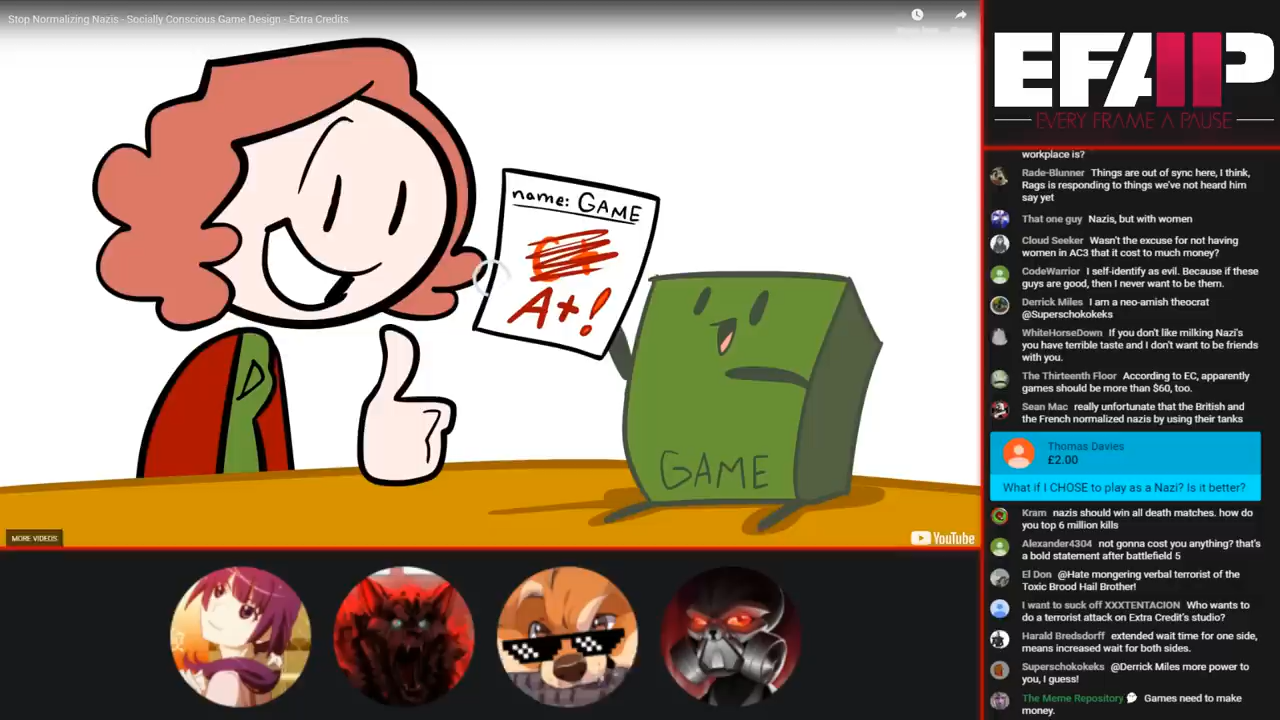 Stop Normalizing Nazis - Socially Conscious Game Design - Extra Credits
name: GAME
A+!
GAME
MORE VIDEOS
YouTube
EFAP
EVERY FRAME A PAUSE
workplace is?
Rade-Blunner Things are out of sync here, I think,
Rags is responding to things we've not heard him
say yet
That one guy Nazis, but with women
Cloud Seeker Wasn't the excuse for not having
women in AC3 that it cost to much money?
CodeWarrior I self-identify as evil. Because if these
guys are good, then I never want to be them.
Derrick Miles I am a neo-amish theocrat
@Superschokokeks
WhiteHorseDown If you don't like milking Nazi's
you have terrible taste and I don't want to be friends
with you.
The Thirteenth Floor According to EC, apparently
games should be more than $60, too.
Sean Mac really unfortunate that the British and
the French normalized nazis by using their tanks
Thomas Davies
£2.00
What if I CHOSE to play as a Nazi? Is it better?
Kram nazis should win all death matches. how do
you top 6 million kills
Alexander4304 not gonna cost you anything? that's
a bold statement after battlefield 5
El Don @Hate mongering verbal terrorist of the
Toxic Brood Hail Brother!
I want to suck off XXXTENTACION Who wants to
do a terrorist attack on Extra Credit's studio?
Harald Bredsdorff extended wait time for one side,
means increased wait for both sides.
Superschokokeks @Derrick Miles more power to
you, I guess!
The Meme Repository Games need to make
money.